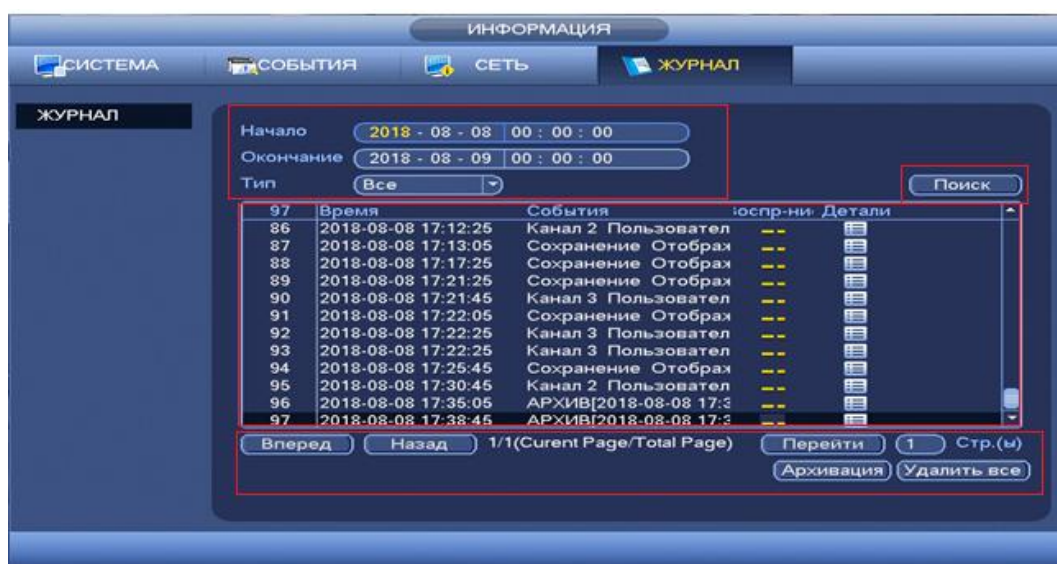 ИНФОРМАЦИЯ
СИСТЕМА СОБЫТИЯ СЕТЬ ЖУРНАЛ
ЖУРНАЛ
Начало 2018 - 08 - 08 00 : 00 : 00
Окончание 2018 - 08 - 09 00 : 00 : 00
Тип Все Поиск
97 Время События Воспр-ни Детали
86 2018-08-08 17:12:25 Канал 2 Пользовател --
87 2018-08-08 17:13:05 Сохранение Отображ --
88 2018-08-08 17:17:25 Сохранение Отображ --
89 2018-08-08 17:21:25 Сохранение Отображ --
90 2018-08-08 17:21:45 Канал 3 Пользовател --
91 2018-08-08 17:22:05 Сохранение Отображ --
92 2018-08-08 17:22:25 Канал 3 Пользовател --
93 2018-08-08 17:22:25 Канал 3 Пользовател --
94 2018-08-08 17:25:45 Сохранение Отображ --
95 2018-08-08 17:30:45 Канал 2 Пользовател --
96 2018-08-08 17:35:05 АРХИВ[2018-08-08 17:3 --
97 2018-08-08 17:38:45 АРХИВ[2018-08-08 17:3 --
Вперед Назад 1/1(Curent Page/Total Page) Перейти 1 Стр.(ы)
Архивация Удалить все